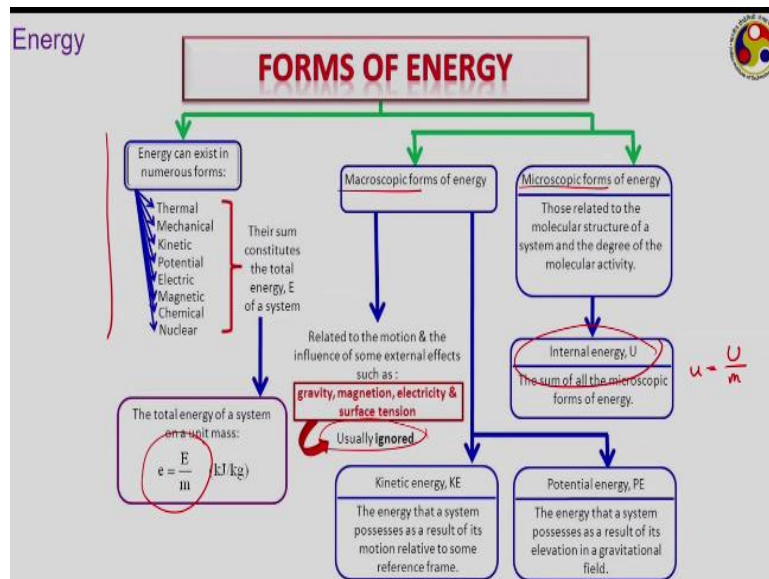 Energy
FORMS OF ENERGY
Energy can exist in
numerous forms:
Thermal
Mechanical
Kinetic
Potential
Electric
Magnetic
Chemical
Nuclear
Their sum
constitutes
the total
energy, E
of a system
The total energy of a system
on a unit mass:
e = E/m (kJ/kg)
Macroscopic forms of energy
Related to the motion & the
influence of some external effects
such as :
gravity, magnetion, electricity &
surface tension
Usually ignored
Kinetic energy, KE
The energy that a system
possesses as a result of its
motion relative to some
reference frame.
Potential energy, PE
The energy that a system
possesses as a result of its
elevation in a gravitational
field.
Microscopic forms of energy
Those related to the
molecular structure of a
system and the degree of the
molecular activity.
Internal energy, U
The sum of all the microscopic
forms of energy.
u = U/m